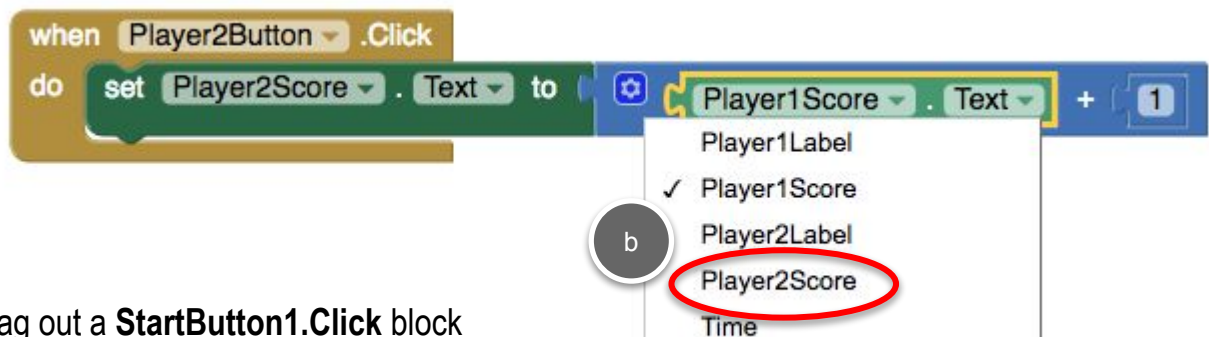 when Player2Button .Click
do set Player2Score . Text to Player1Score . Text + 1
Player1Label
✓ Player1Score
Player2Label
b
Player2Score
Time
ag out a StartButton1.Click block